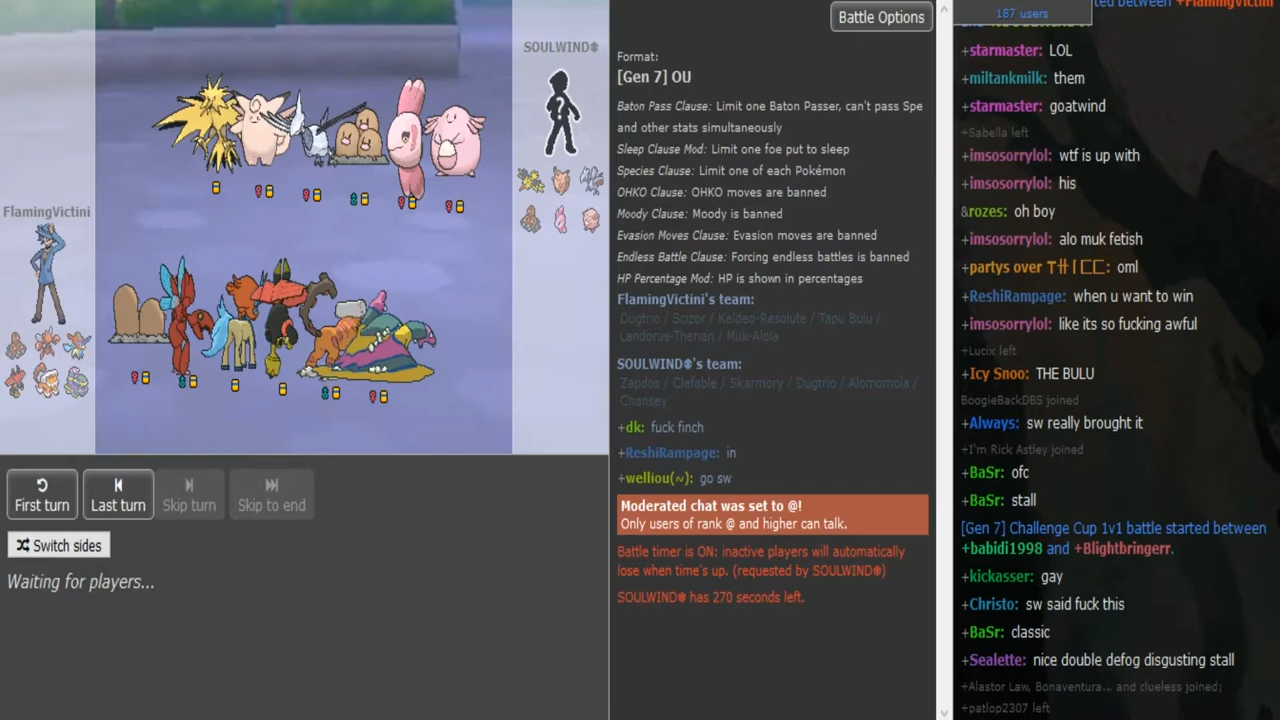 SOULWIND❅
FlamingVictini
First turn
Last turn
Skip turn
Skip to end
Switch sides
Waiting for players...
Battle Options
Format:
[Gen 7] OU
Baton Pass Clause: Limit one Baton Passer, can't pass Spe
and other stats simultaneously
Sleep Clause Mod: Limit one foe put to sleep
Species Clause: Limit one of each Pokémon
OHKO Clause: OHKO moves are banned
Moody Clause: Moody is banned
Evasion Moves Clause: Evasion moves are banned
Endless Battle Clause: Forcing endless battles is banned
HP Percentage Mod: HP is shown in percentages
FlamingVictini's team:
Dugtrio / Scizor / Keldeo-Resolute / Tapu Bulu /
Landorus-Therian / Muk-Alola
SOULWIND❅'s team:
Zapdos / Clefable / Skarmory / Dugtrio / Alomomola /
Chansey
+dk: fuck finch
+ReshiRampage: in
+welliou(~): go sw
Moderated chat was set to @!
Only users of rank @ and higher can talk.
Battle timer is ON: inactive players will automatically
lose when time's up. (requested by SOULWIND❅)
SOULWIND❅ has 270 seconds left.
187 users
ted between +FlamingVictini
+starmaster: LOL
+miltankmilk: them
+starmaster: goatwind
+Sabella left
+imsosorrylol: wtf is up with
+imsosorrylol: his
&rozes: oh boy
+imsosorrylol: alo muk fetish
+partys over: oml
+ReshiRampage: when u want to win
+imsosorrylol: like its so fucking awful
+Lucix left
+Icy Snoo: THE BULU
BoogieBackDBS joined
+Always: sw really brought it
+I'm Rick Astley joined
+BaSr: ofc
+BaSr: stall
[Gen 7] Challenge Cup 1v1 battle started between
+babidi1998 and +Blightbringerr.
+kickasser: gay
+Christo: sw said fuck this
+BaSr: classic
+Sealette: nice double defog disgusting stall
+Alastor Law, Bonaventura... and clueless joined;
+patlop2307 left